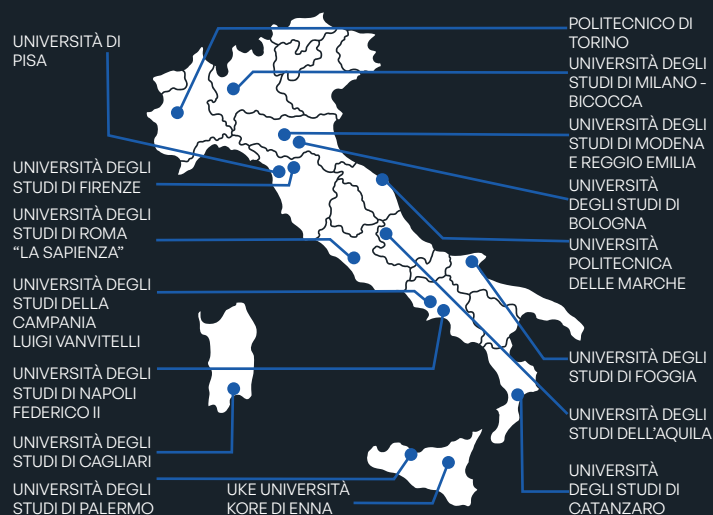 UNIVERSITÀ DI
PISA
UNIVERSITÀ DEGLI
STUDI DI FIRENZE
UNIVERSITÀ DEGLI
STUDI DI ROMA
“LA SAPIENZA”
UNIVERSITÀ DEGLI
STUDI DELLA
CAMPANIA
LUIGI VANVITELLI
UNIVERSITÀ DEGLI
STUDI DI NAPOLI
FEDERICO II
UNIVERSITÀ DEGLI
STUDI DI CAGLIARI
UNIVERSITÀ DEGLI
STUDI DI PALERMO
UKE UNIVERSITÀ
KORE DI ENNA
POLITECNICO DI
TORINO
UNIVERSITÀ DEGLI
STUDI DI MILANO -
BICOCCA
UNIVERSITÀ DEGLI
STUDI DI MODENA
E REGGIO EMILIA
UNIVERSITÀ
DEGLI STUDI DI
BOLOGNA
UNIVERSITÀ
POLITECNICA
DELLE MARCHE
UNIVERSITÀ DEGLI
STUDI DI FOGGIA
UNIVERSITÀ DEGLI
STUDI DELL’AQUILA
UNIVERSITÀ
DEGLI STUDI DI
CATANZARO